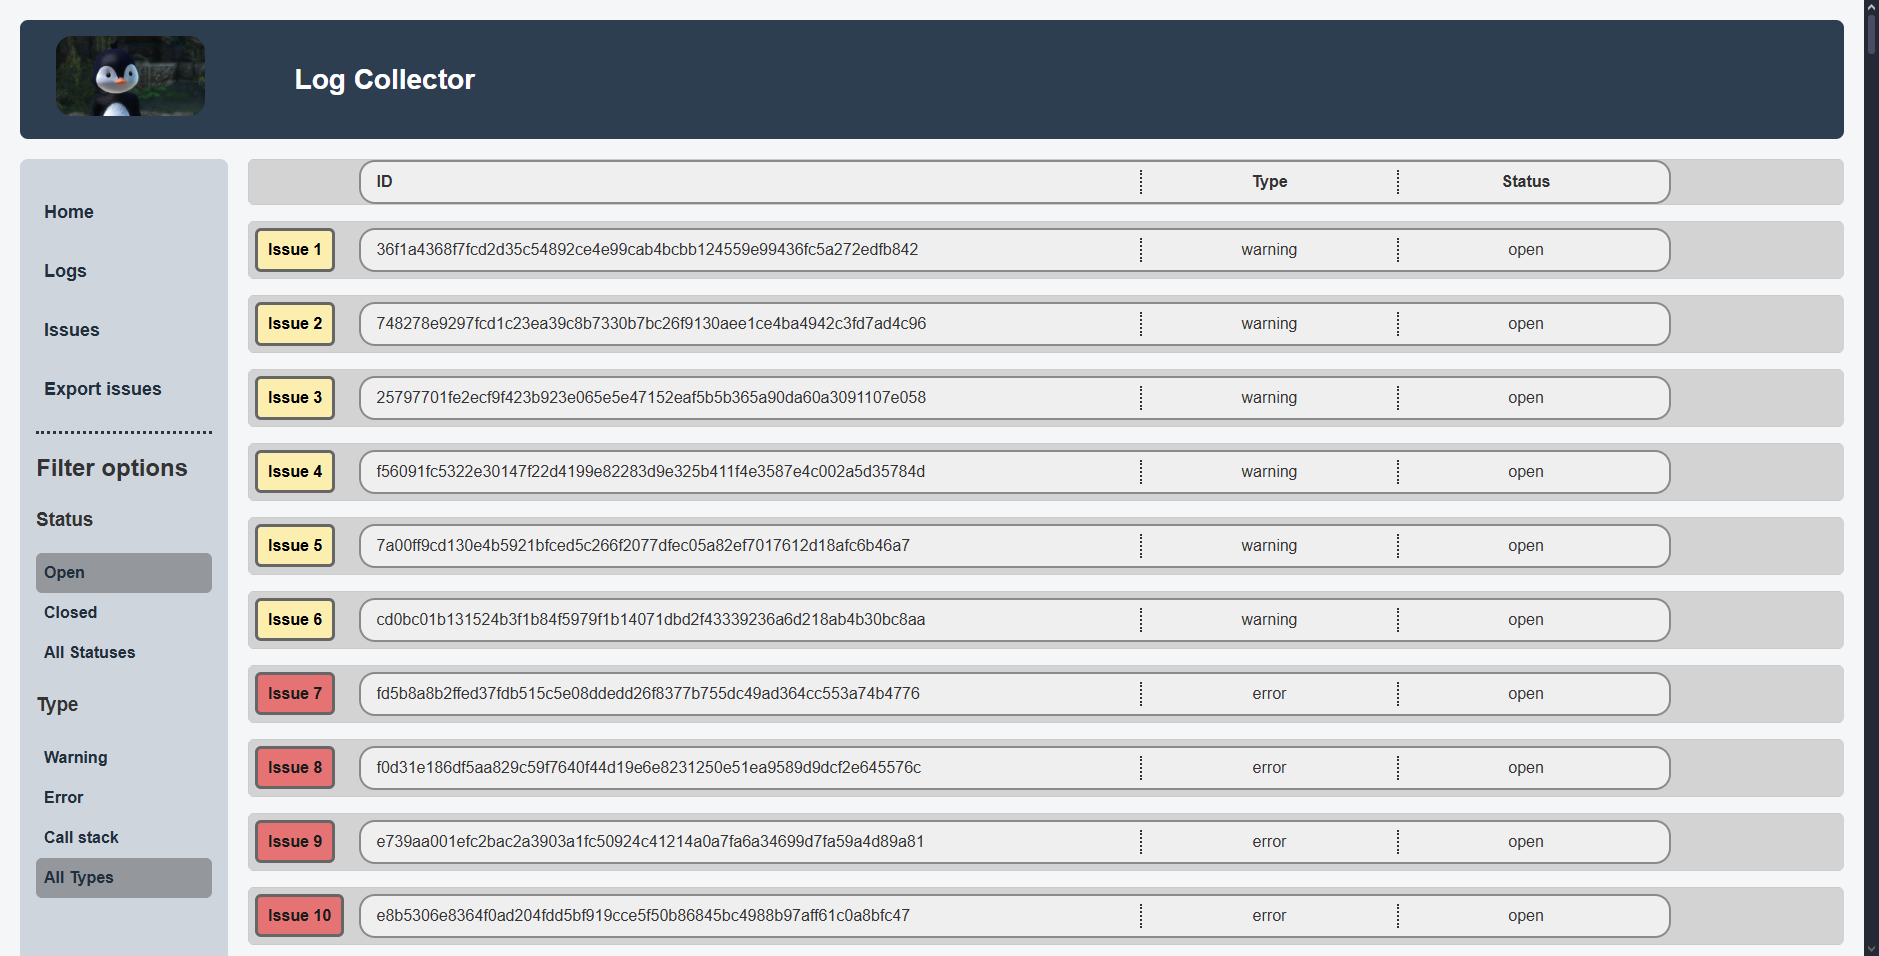 Log Collector
Home
Logs
Issues
Export issues
Filter options
Status
Open
Closed
All Statuses
Type
Warning
Error
Call stack
All Types
ID Type Status
Issue 1 36f1a4368f7fcd2d35c54892ce4e99cab4bcbb124559e99436fc5a272edfb842 warning open
Issue 2 748278e9297fcd1c23ea39c8b7330b7bc26f9130aee1ce4ba4942c3fd7ad4c96 warning open
Issue 3 25797701fe2ecf9f423b923e065e5e47152eaf5b5b365a90da60a3091107e058 warning open
Issue 4 f56091fc5322e30147f22d4199e82283d9e325b411f4e3587e4c002a5d35784d warning open
Issue 5 7a00ff9cd130e4b5921bfced5c266f2077dfec05a82ef7017612d18afc6b46a7 warning open
Issue 6 cd0bc01b131524b3f1b84f5979f1b14071dbd2f43339236a6d218ab4b30bc8aa warning open
Issue 7 fd5b8a8b2ffed37fdb515c5e08ddedd26f8377b755dc49ad364cc553a74b4776 error open
Issue 8 f0d31e186df5aa829c59f7640f44d19e6e8231250e51ea9589d9dcf2e645576c error open
Issue 9 e739aa001efc2bac2a3903a1fc50924c41214a0a7fa6a34699d7fa59a4d89a81 error open
Issue 10 e8b5306e8364f0ad204fdd5bf919cce5f50b86845bc4988b97aff61c0a8bfc47 error open